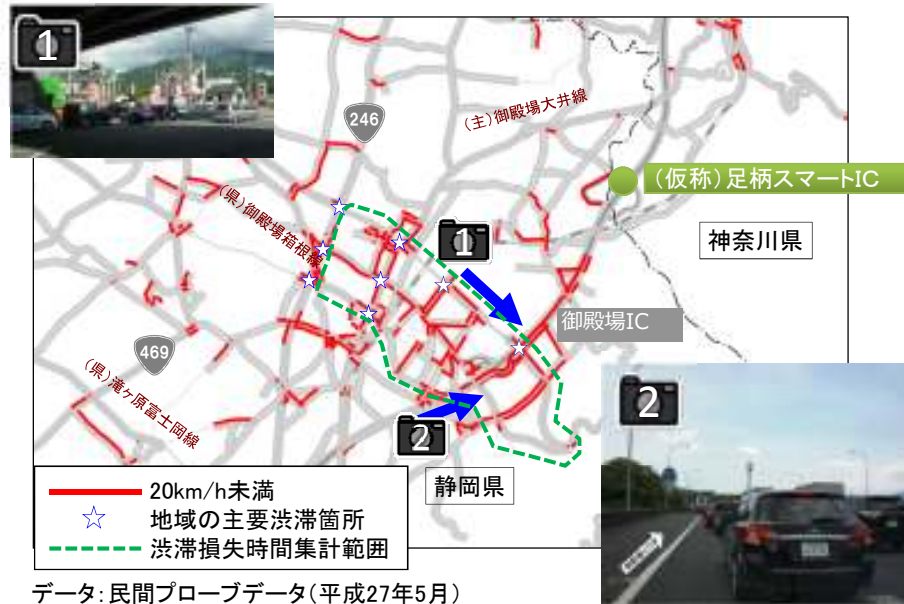 1
246
(主)御殿場大井線
(仮称)足柄スマートIC
(県)御殿場箱根線
1
神奈川県
御殿場IC
469
(県)滝ヶ原富士岡線
2
2
静岡県
20km/h未満
地域の主要渋滞箇所
渋滞損失時間集計範囲
データ:民間プローブデータ(平成27年5月)